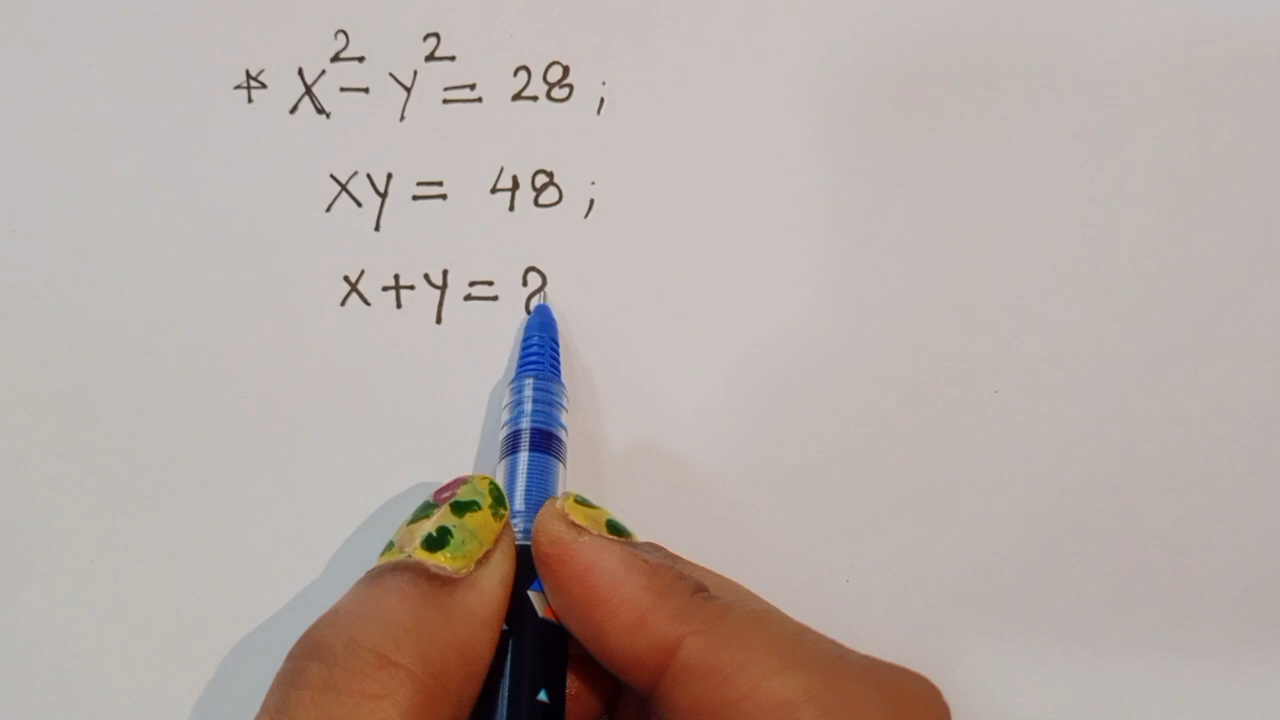 * x² - y² = 28 ;
xy = 48 ;
x + y = ?